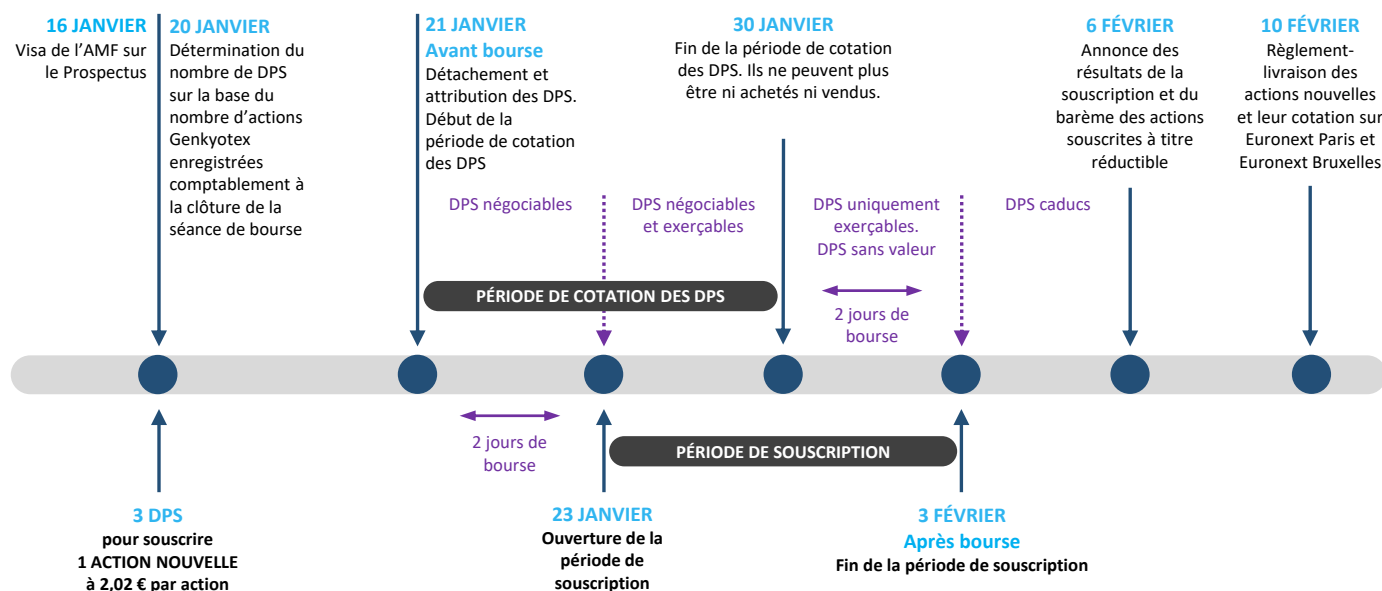 16 JANVIER
Visa de l’AMF sur
le Prospectus
20 JANVIER
Détermination du
nombre de DPS
sur la base du
nombre d’actions
Genkyotex
enregistrées
comptablement à
la clôture de la
séance de bourse
21 JANVIER
Avant bourse
Détachement et
attribution des DPS.
Début de la
période de cotation
des DPS
30 JANVIER
Fin de la période de cotation
des DPS. Ils ne peuvent plus
être ni achetés ni vendus.
6 FÉVRIER
Annonce des
résultats de la
souscription et du
barème des actions
souscrites à titre
réductible
10 FÉVRIER
Règlement-
livraison des
actions nouvelles
et leur cotation sur
Euronext Paris et
Euronext Bruxelles
DPS négociables
DPS négociables
et exerçables
DPS uniquement
exerçables.
DPS sans valeur
DPS caducs
PÉRIODE DE COTATION DES DPS
2 jours de
bourse
2 jours de
bourse
PÉRIODE DE SOUSCRIPTION
3 DPS
pour souscrire
1 ACTION NOUVELLE
à 2,02 € par action
23 JANVIER
Ouverture de la
période de
souscription
3 FÉVRIER
Après bourse
Fin de la période de souscription